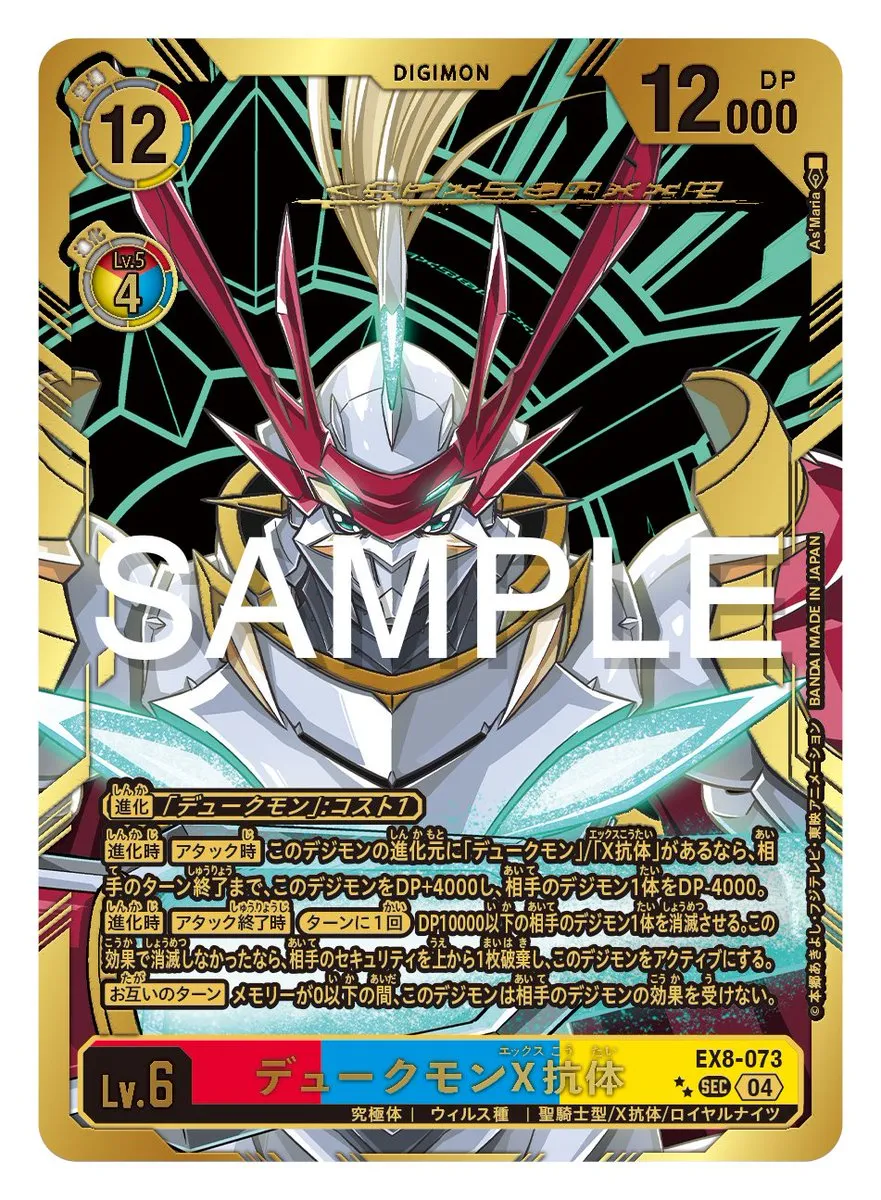 DIGIMON
登場
12
DP
12000
進化
Lv.5
4
As'Maria
SAMPLE
BANDAI MADE IN JAPAN
©本郷あきよし・フジテレビ・東映アニメーション
進化 「デュークモン」:コスト1
進化時 アタック時 このデジモンの進化元に「デュークモン」/「X抗体」があるなら、相
手のターン終了まで、このデジモンをDP+4000し、相手のデジモン1体をDP-4000。
進化時 アタック終了時 ターンに1回 DP10000以下の相手のデジモン1体を消滅させる。この
効果で消滅しなかったなら、相手のセキュリティを上から1枚破棄し、このデジモンをアクティブにする。
お互いのターン メモリーが0以下の間、このデジモンは相手のデジモンの効果を受けない。
Lv.6
デュークモンX抗体
EX8-073
SEC 04
究極体 | ウィルス種 | 聖騎士型/X抗体/ロイヤルナイツ